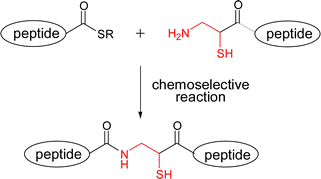 O O
peptide SR + H₂N peptide
SH
chemoselective
reaction
O O
peptide N peptide
H SH